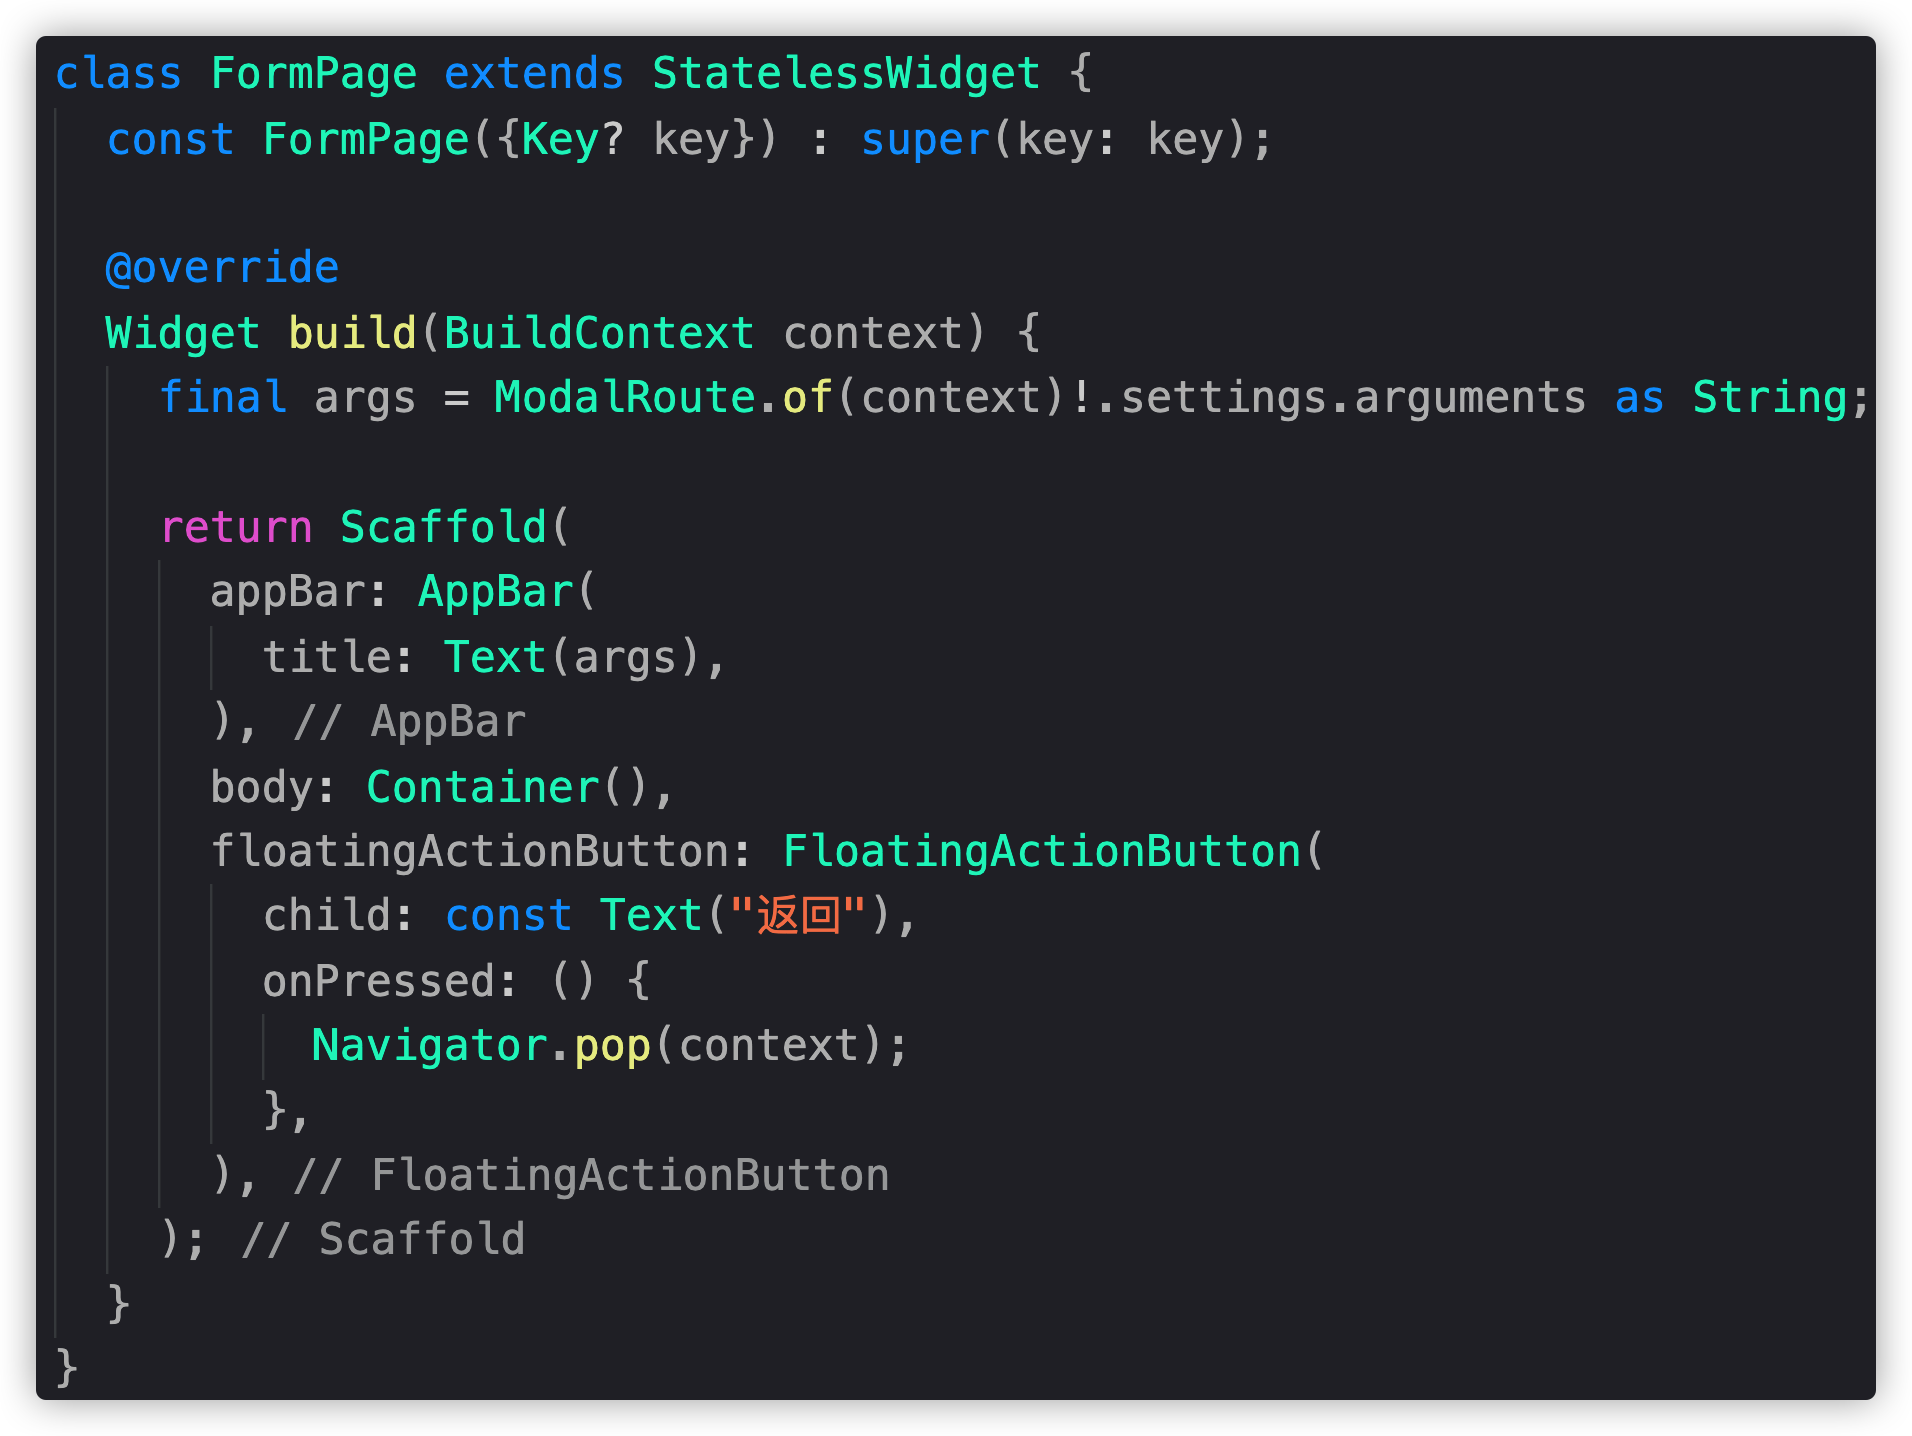 class FormPage extends StatelessWidget {
  const FormPage({Key? key}) : super(key: key);

  @override
  Widget build(BuildContext context) {
    final args = ModalRoute.of(context)!.settings.arguments as String;

    return Scaffold(
      appBar: AppBar(
        title: Text(args),
      ), // AppBar
      body: Container(),
      floatingActionButton: FloatingActionButton(
        child: const Text("返回"),
        onPressed: () {
          Navigator.pop(context);
        },
      ), // FloatingActionButton
    ); // Scaffold
  }
}